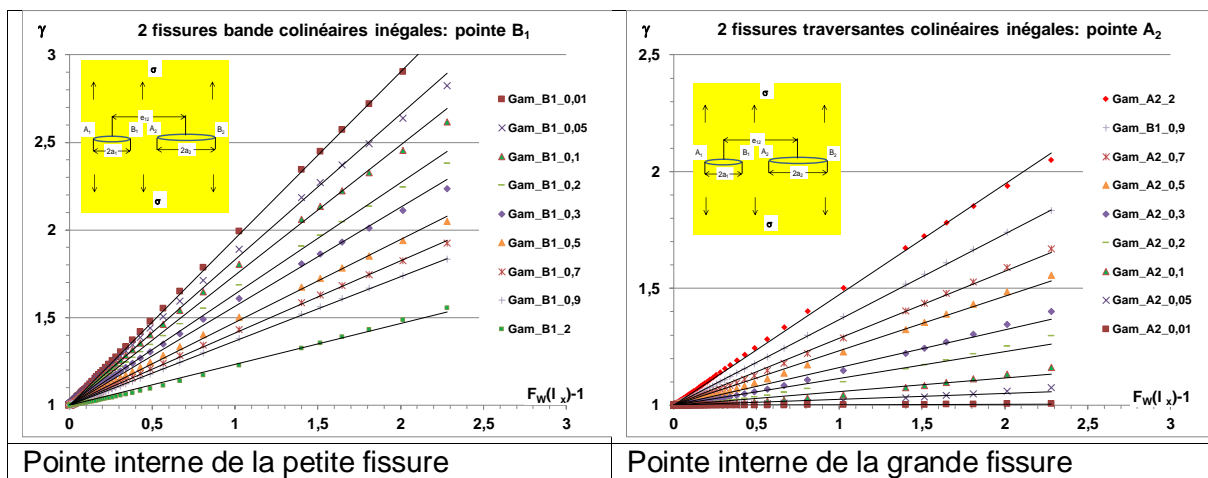 γ 2 fissures bande colinéaires inégales: pointe B₁
3
2,5
2
1,5
1
0 0,5 1 1,5 2 2,5 3
F_W(I_x)-1
σ
e₁₂
A₁ B₁ A₂ B₂
2a₁ 2a₂
σ
Gam_B1_0,01
Gam_B1_0,05
Gam_B1_0,1
Gam_B1_0,2
Gam_B1_0,3
Gam_B1_0,5
Gam_B1_0,7
Gam_B1_0,9
Gam_B1_2
Pointe interne de la petite fissure
γ 2 fissures traversantes colinéaires inégales: pointe A₂
2,5
2
1,5
1
0 0,5 1 1,5 2 2,5 3
F_W(I_x)-1
σ
e₁₂
A₁ B₁ A₂ B₂
2a₁ 2a₂
σ
Gam_A2_2
Gam_B1_0,9
Gam_A2_0,7
Gam_A2_0,5
Gam_A2_0,3
Gam_A2_0,2
Gam_A2_0,1
Gam_A2_0,05
Gam_A2_0,01
Pointe interne de la grande fissure